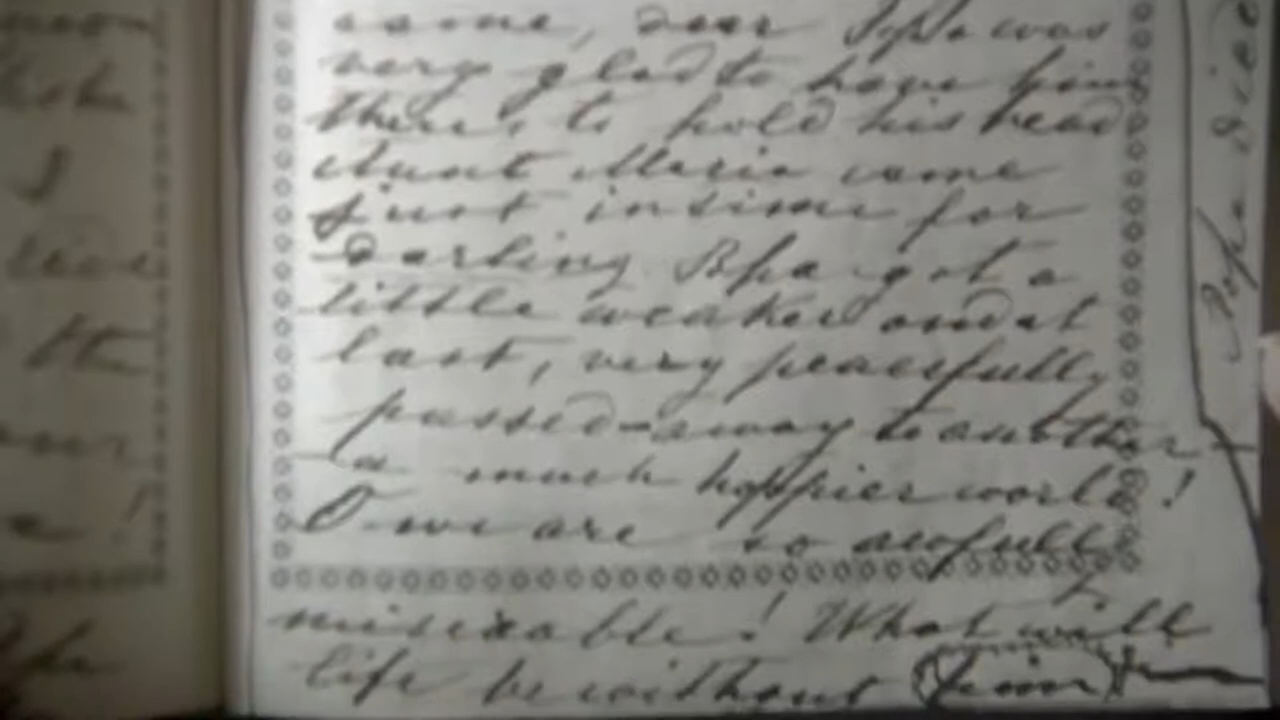 came, dear Papa was
very glad to have him
there, to hold his head
Aunt Maria came
just in time for
darling Papa got a
little weaker and at
last, very peacefully
passed-away to another
a much happier world!
O we are so awfully
miserable! What will
life be without him
Papa died